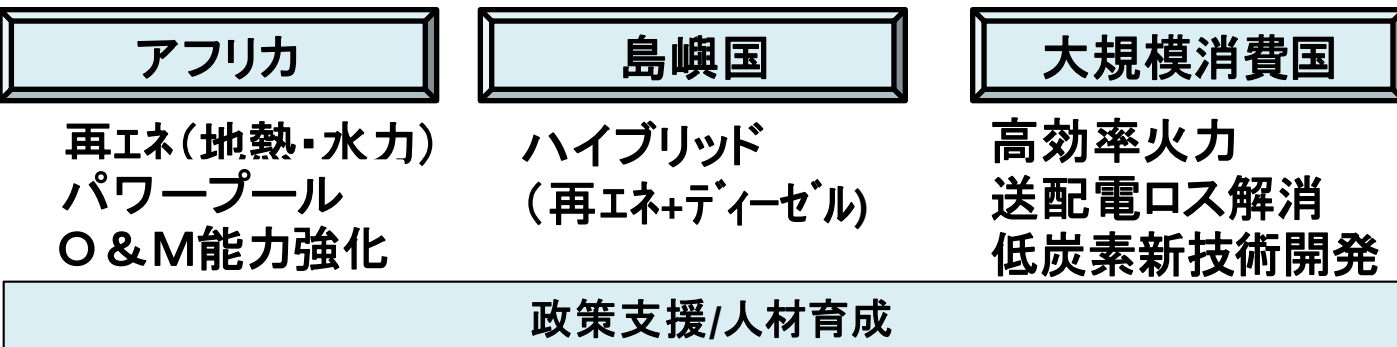 アフリカ
再ｴﾈ(地熱・水力)
パワープール
Ｏ＆Ｍ能力強化
島嶼国
ハイブリッド
(再ｴﾈ+ﾃﾞｨｰｾﾞﾙ)
大規模消費国
高効率火力
送配電ロス解消
低炭素新技術開発
政策支援/人材育成